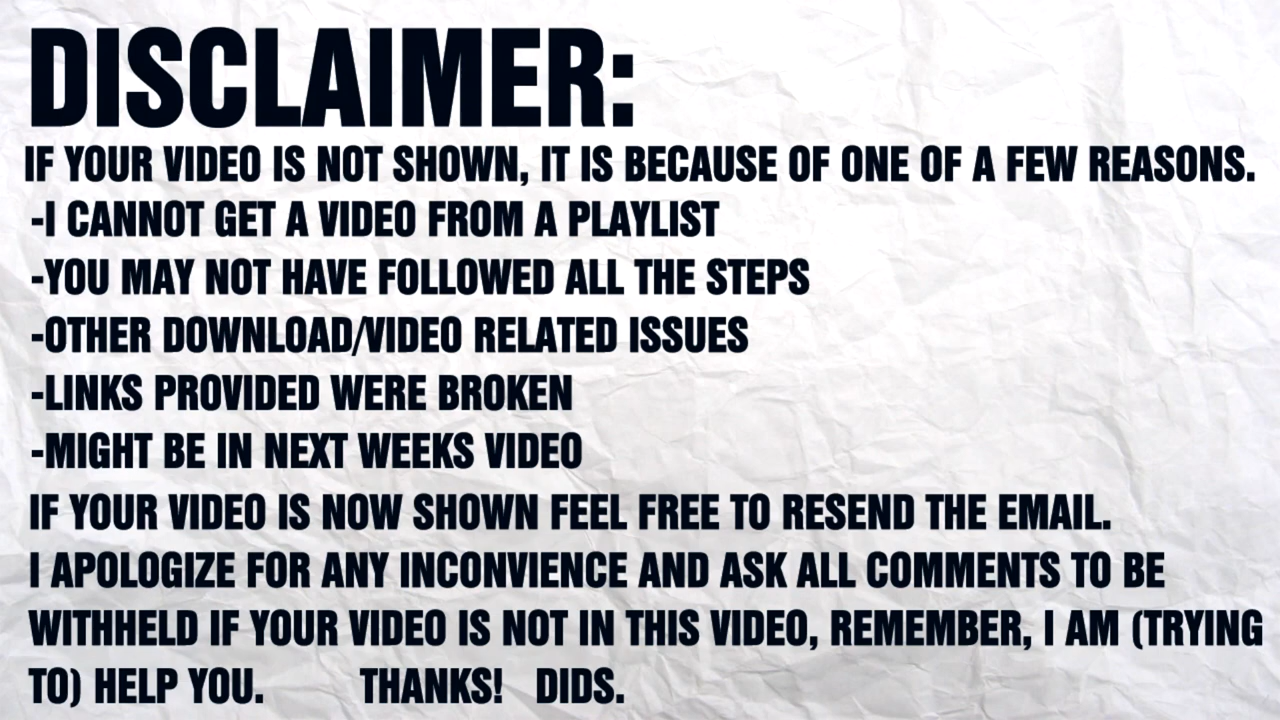 DISCLAIMER:
IF YOUR VIDEO IS NOT SHOWN, IT IS BECAUSE OF ONE OF A FEW REASONS.
-I CANNOT GET A VIDEO FROM A PLAYLIST
-YOU MAY NOT HAVE FOLLOWED ALL THE STEPS
-OTHER DOWNLOAD/VIDEO RELATED ISSUES
-LINKS PROVIDED WERE BROKEN
-MIGHT BE IN NEXT WEEKS VIDEO
IF YOUR VIDEO IS NOW SHOWN FEEL FREE TO RESEND THE EMAIL.
I APOLOGIZE FOR ANY INCONVIENCE AND ASK ALL COMMENTS TO BE
WITHHELD IF YOUR VIDEO IS NOT IN THIS VIDEO, REMEMBER, I AM (TRYING
TO) HELP YOU. THANKS! DIDS.